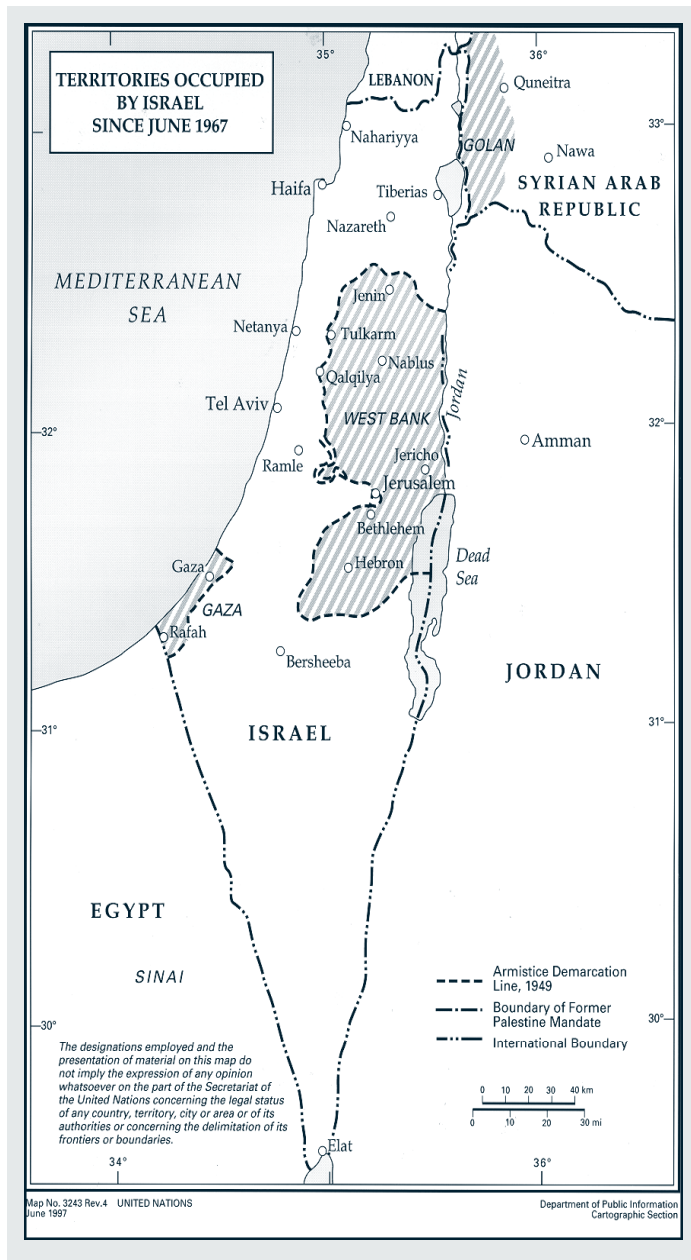 35°
36°
TERRITORIES OCCUPIED
BY ISRAEL
SINCE JUNE 1967
LEBANON
Quneitra
33°
Nahariyya
GOLAN
Nawa
Haifa
Tiberias
SYRIAN ARAB
REPUBLIC
Nazareth
MEDITERRANEAN
SEA
Jenin
Netanya
Tulkarm
Nablus
Qalqilya
Jordan
Tel Aviv
WEST BANK
32°
32°
Amman
Ramle
Jericho
Jerusalem
Bethlehem
Dead
Sea
Gaza
Hebron
GAZA
Rafah
Bersheeba
JORDAN
31°
31°
ISRAEL
EGYPT
SINAI
Armistice Demarcation
Line, 1949
Boundary of Former
Palestine Mandate
International Boundary
30°
30°
The designations employed and the
presentation of material on this map do
not imply the expression of any opinion
whatsoever on the part of the Secretariat of
the United Nations concerning the legal status
of any country, territory, city or area or of its
authorities or concerning the delimitation of its
frontiers or boundaries.
0 10 20 30 40 km
0 10 20 30 mi
Elat
34°
36°
Map No. 3243 Rev.4 UNITED NATIONS
June 1997
Department of Public Information
Cartographic Section